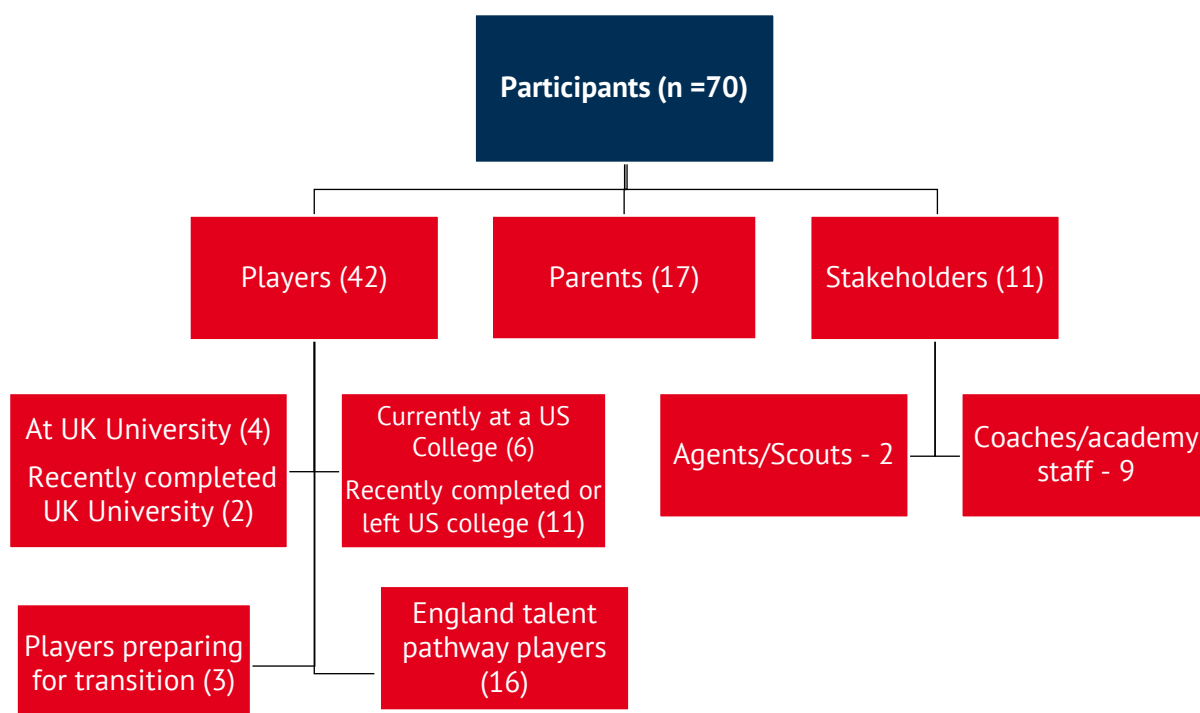 Participants (n =70)
Players (42)
Parents (17)
Stakeholders (11)
At UK University (4)
Recently completed
UK University (2)
Currently at a US
College (6)
Recently completed or
left US college (11)
Agents/Scouts - 2
Coaches/academy
staff - 9
Players preparing
for transition (3)
England talent
pathway players
(16)